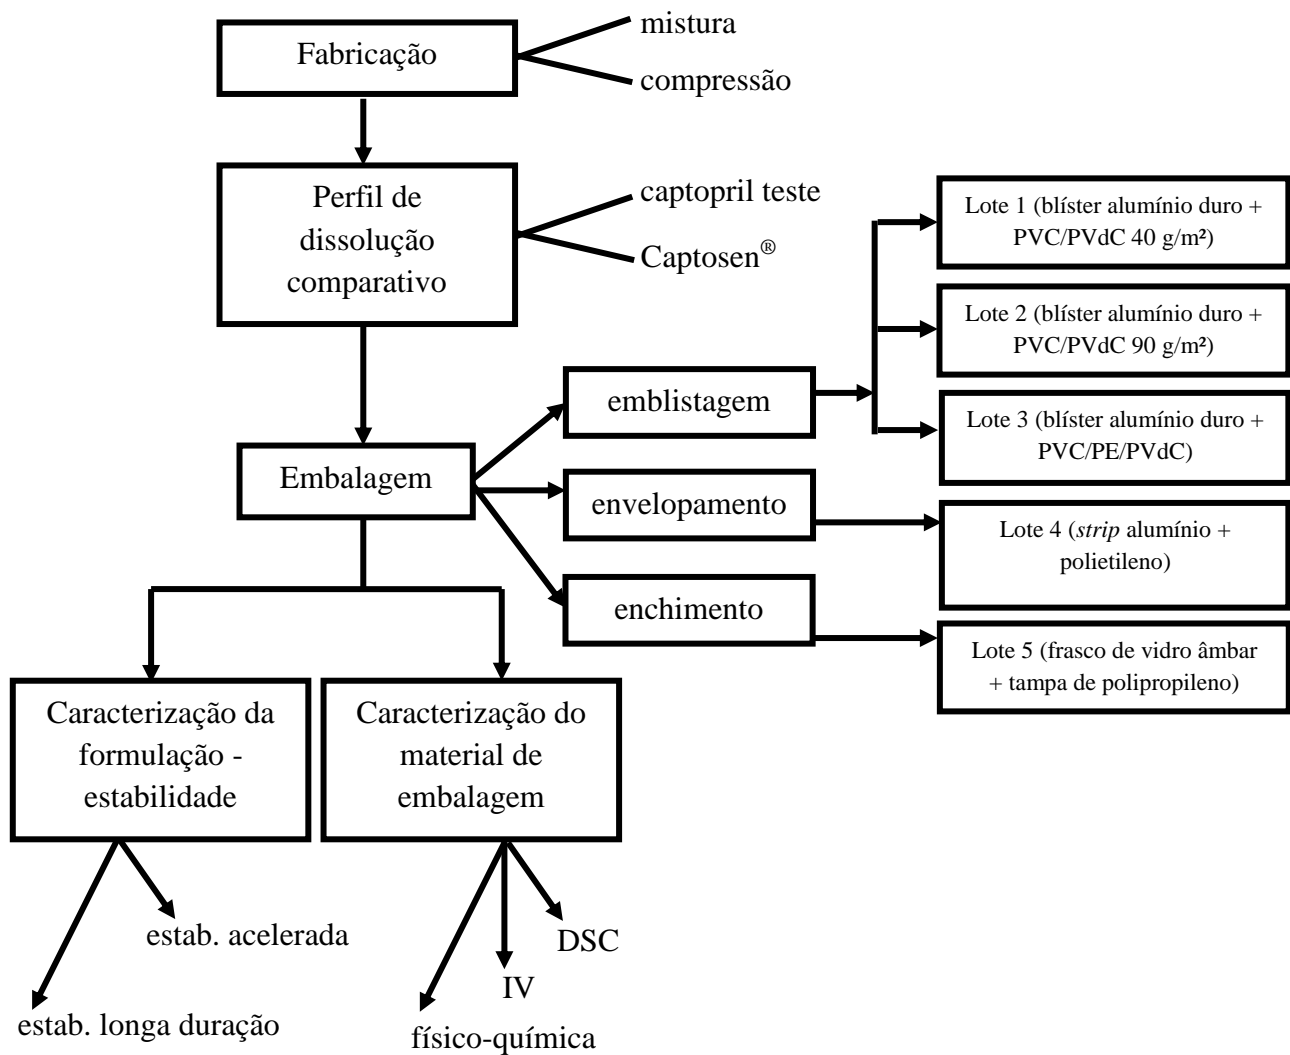 mistura
Fabricação
compressão
Perfil de
dissolução
comparativo
captopril teste
Captosen®
Lote 1 (blíster alumínio duro +
PVC/PVdC 40 g/m²)
Lote 2 (blíster alumínio duro +
PVC/PVdC 90 g/m²)
emblistagem
Lote 3 (blíster alumínio duro +
PVC/PE/PVdC)
Embalagem
envelopamento
Lote 4 (strip alumínio +
polietileno)
enchimento
Lote 5 (frasco de vidro âmbar
+ tampa de polipropileno)
Caracterização da
formulação -
estabilidade
Caracterização do
material de
embalagem
estab. acelerada
DSC
IV
estab. longa duração
físico-química